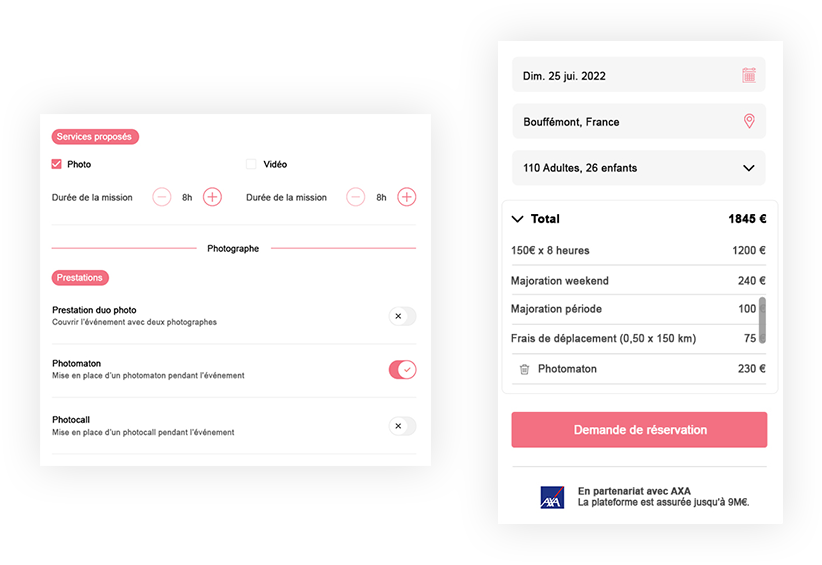 Services proposés
Photo
Vidéo
Durée de la mission 8h
Durée de la mission 8h
Photographe
Prestations
Prestation duo photo
Couvrir l'événement avec deux photographes
Photomaton
Mise en place d'un photomaton pendant l'événement
Photocall
Mise en place d'un photocall pendant l'événement
Dim. 25 jui. 2022
Bouffémont, France
110 Adultes, 26 enfants
Total 1845 €
150€ x 8 heures 1200 €
Majoration weekend 240 €
Majoration période 100 €
Frais de déplacement (0,50 x 150 km) 75 €
Photomaton 230 €
Demande de réservation
AXA
En partenariat avec AXA
La plateforme est assurée jusqu'à 9M€.